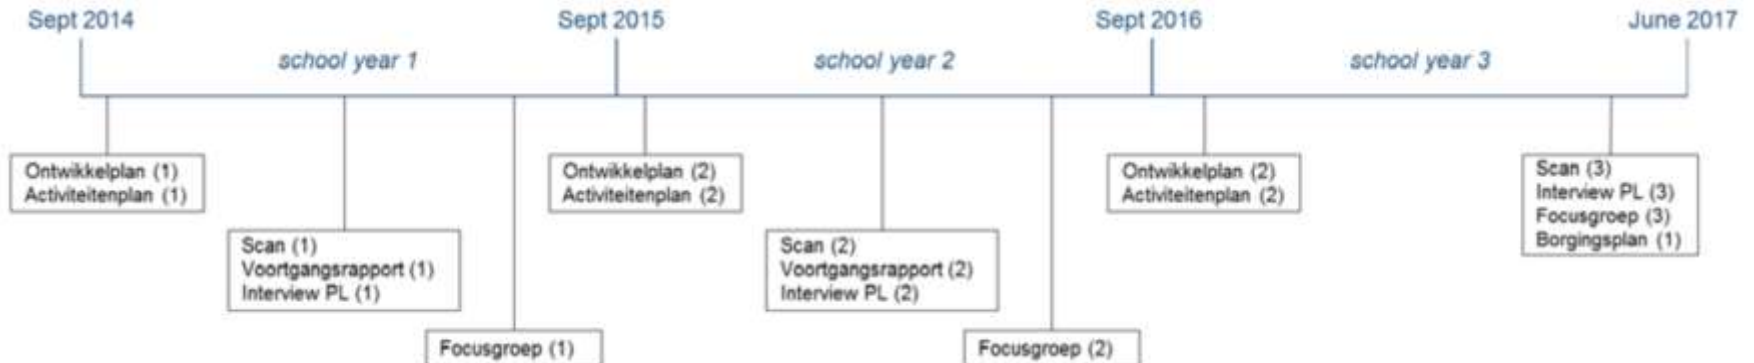 Sept 2014
Sept 2015
Sept 2016
June 2017
school year 1
school year 2
school year 3
Ontwikkelplan (1)
Activiteitenplan (1)
Scan (1)
Voortgangsrapport (1)
Interview PL (1)
Focusgroep (1)
Ontwikkelplan (2)
Activiteitenplan (2)
Scan (2)
Voortgangsrapport (2)
Interview PL (2)
Focusgroep (2)
Ontwikkelplan (2)
Activiteitenplan (2)
Scan (3)
Interview PL (3)
Focusgroep (3)
Borgingsplan (1)